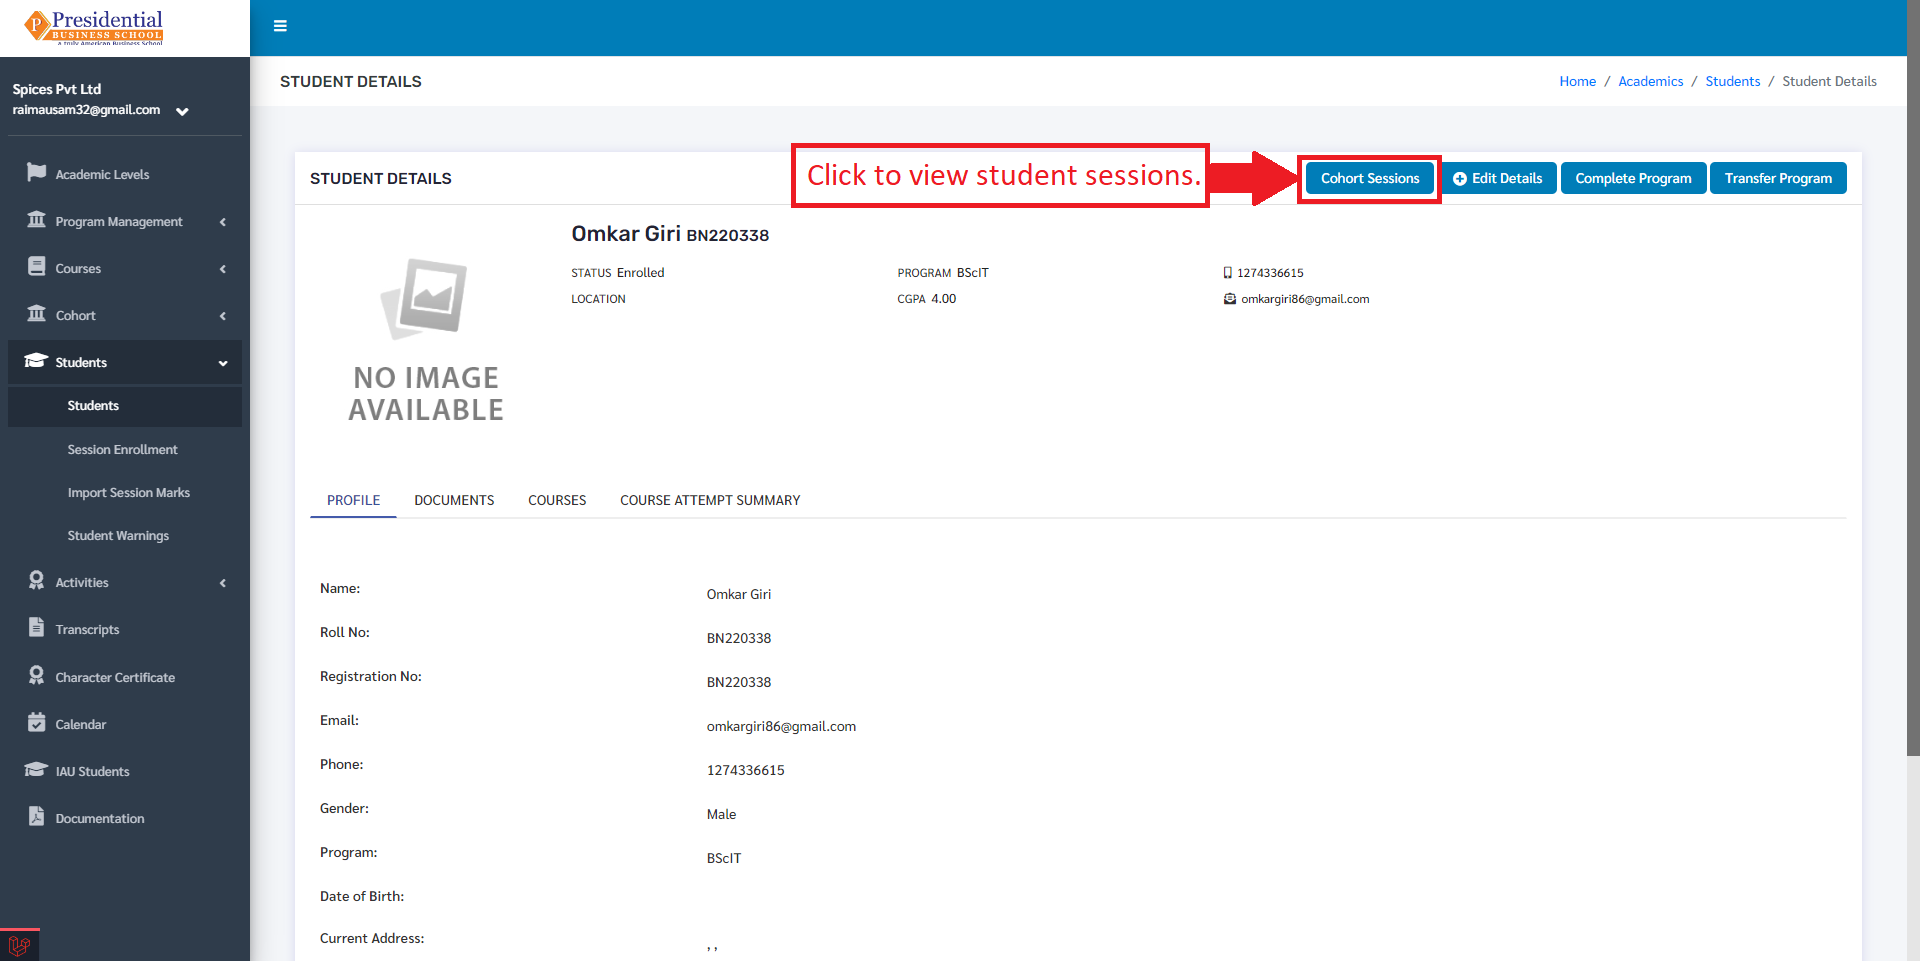 Presidential
BUSINESS SCHOOL
a truly American Business School
STUDENT DETAILS
Home / Academics / Students / Student Details
Spices Pvt Ltd
raimausam32@gmail.com
Academic Levels
Program Management
Courses
Cohort
Students
Students
Session Enrollment
Import Session Marks
Student Warnings
Activities
Transcripts
Character Certificate
Calendar
IAU Students
Documentation
STUDENT DETAILS
Click to view student sessions.
Cohort Sessions
Edit Details
Complete Program
Transfer Program
Omkar Giri BN220338
STATUS Enrolled
PROGRAM BScIT
1274336615
LOCATION
CGPA 4.00
omkargiri86@gmail.com
NO IMAGE
AVAILABLE
PROFILE
DOCUMENTS
COURSES
COURSE ATTEMPT SUMMARY
Name:
Omkar Giri
Roll No:
BN220338
Registration No:
BN220338
Email:
omkargiri86@gmail.com
Phone:
1274336615
Gender:
Male
Program:
BScIT
Date of Birth:
Current Address:
, ,